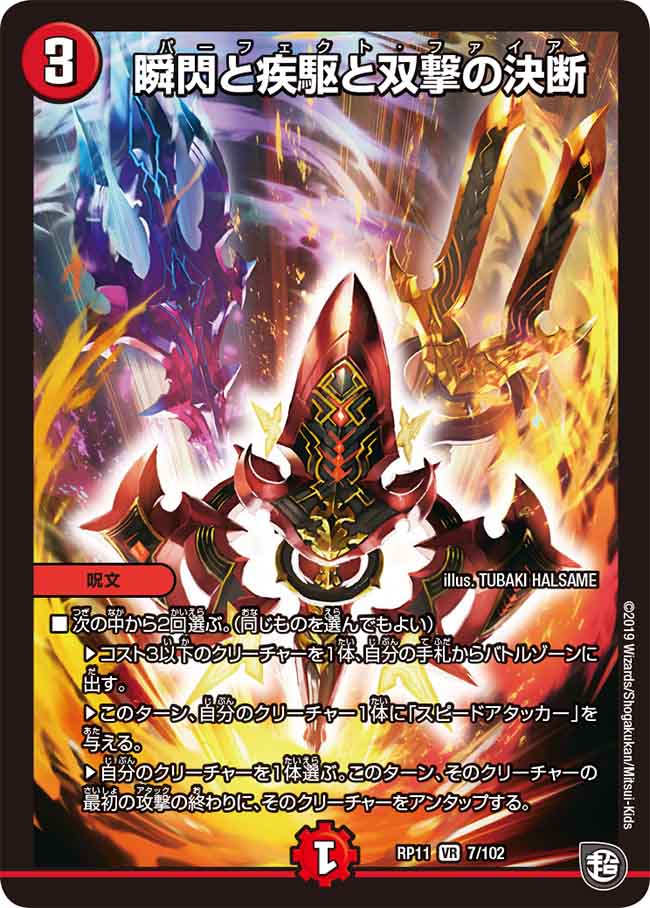 3
パーフェクト・ファイア
瞬閃と疾駆と双撃の決断
呪文
illus. TSUBAKI HALSAME
■次の中から2回選ぶ。(同じものを選んでもよい)
▶コスト3以下のクリーチャーを1体、自分の手札からバトルゾーンに
出す。
▶このターン、自分のクリーチャー1体に「スピードアタッカー」を
与える。
▶自分のクリーチャーを1体選ぶ。このターン、そのクリーチャーの
最初の攻撃の終わりに、そのクリーチャーをアンタップする。
©2019 Wizards/Shogakukan/Mitsui-Kids
1
RP11 VR 7/102
超